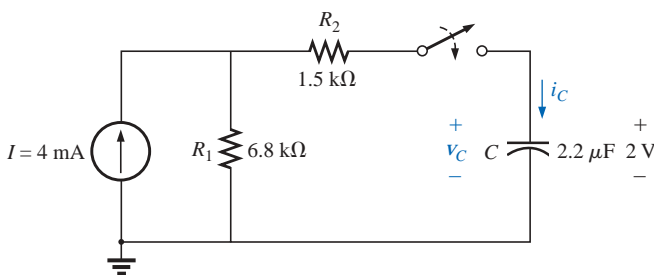 R2
1.5 kΩ
iC
I = 4 mA
R1
6.8 kΩ
+
vC
–
C
2.2 μF
+
2 V
–